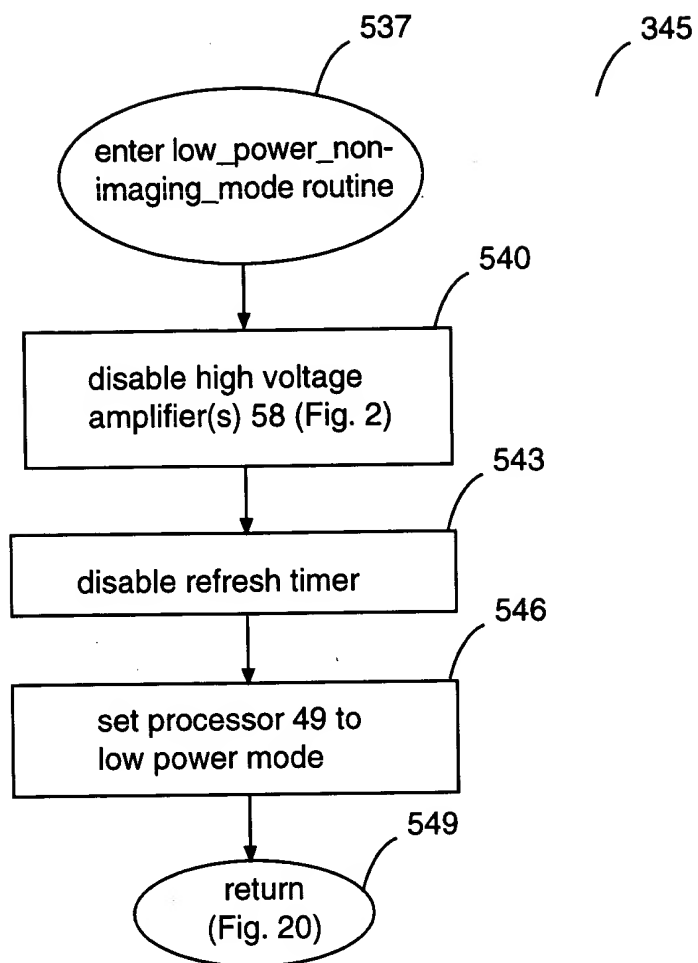 537
345
enter low_power_non-
imaging_mode routine
540
disable high voltage
amplifier(s) 58 (Fig. 2)
543
disable refresh timer
546
set processor 49 to
low power mode
549
return
(Fig. 20)